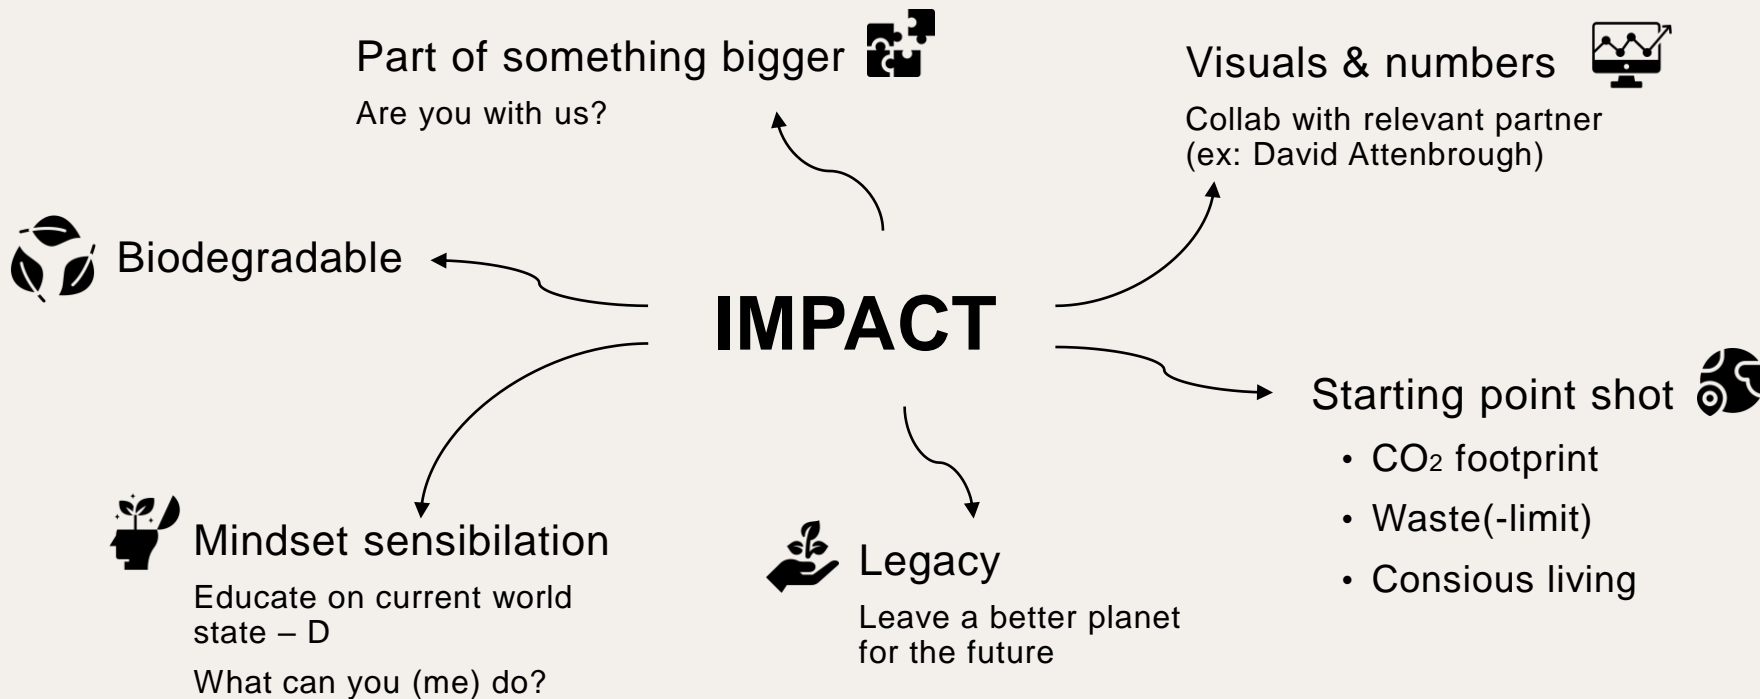 Part of something bigger
Are you with us?
Visuals & numbers
Collab with relevant partner
(ex: David Attenbrough)
Biodegradable
IMPACT
Starting point shot
• CO₂ footprint
• Waste(-limit)
• Consious living
Mindset sensibilation
Educate on current world
state – D
What can you (me) do?
Legacy
Leave a better planet
for the future